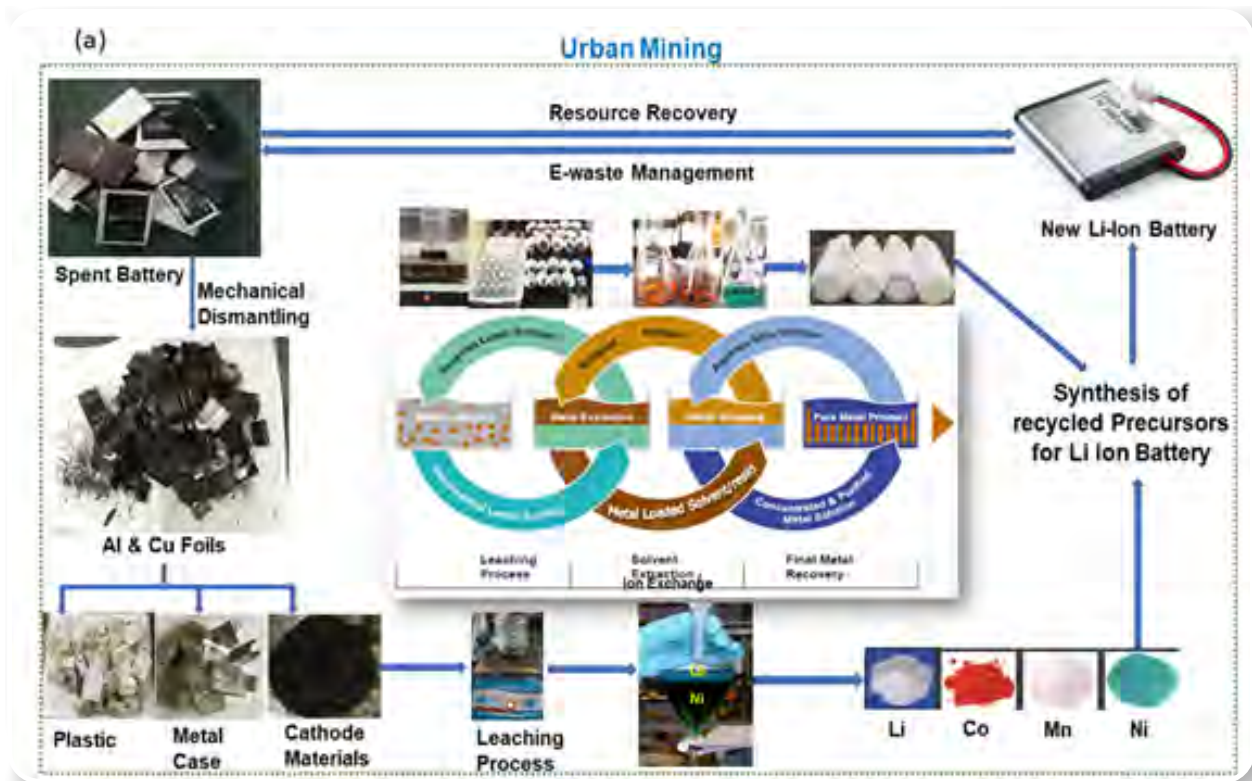 (a)
Urban Mining
Resource Recovery
E-waste Management
New Li-Ion Battery
Spent Battery
Mechanical
Dismantling
Metal Loaded Solvent/resin
Pure Metal Product
Concentrated & Purified
Metal Solution
Synthesis of
recycled Precursors
for Li Ion Battery
Al & Cu Foils
Leaching
Process
Solvent
Extraction
Ion Exchange
Final Metal
Recovery
Ni
Plastic
Metal
Case
Cathode
Materials
Leaching
Process
Li
Co
Mn
Ni